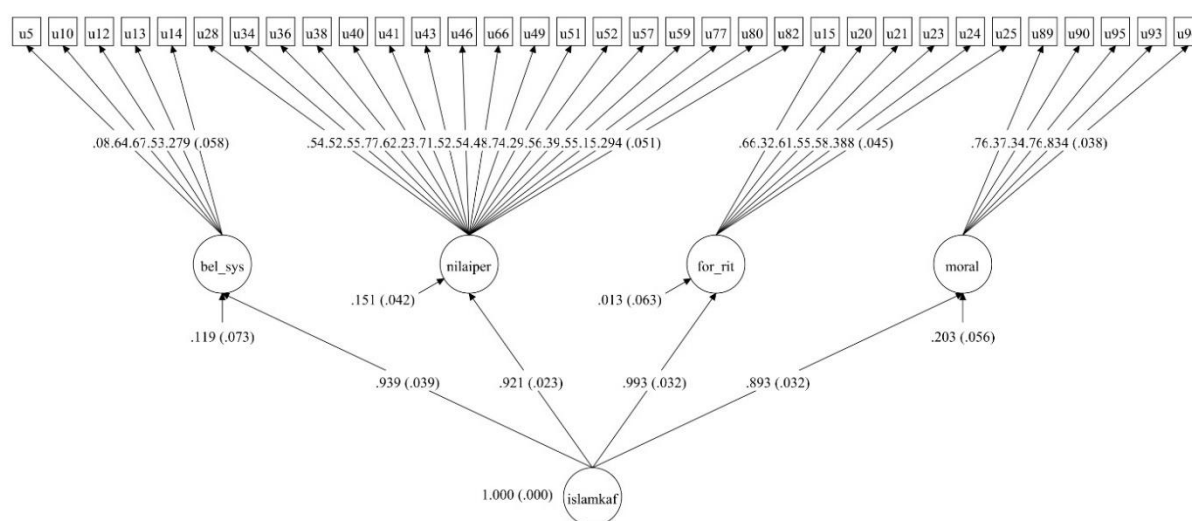 u5 u10 u12 u13 u14 u28 u34 u36 u38 u40 u41 u43 u46 u66 u49 u51 u52 u57 u59 u77 u80 u82 u15 u20 u21 u23 u24 u25 u89 u90 u95 u93
.08.64.67.53.279 (.058) .54.52.55.77.62.23.71.52.54.48.74.29.56.39.55.15.294 (.051) .66.32.61.55.58.388 (.045) .76.37.34.76.834 (.038)
bel_sys nilaiper for_rit moral
.151 (.042) .013 (.063)
.119 (.073) .203 (.056)
.939 (.039) .921 (.023) .993 (.032) .893 (.032)
1.000 (.000) islamkaf